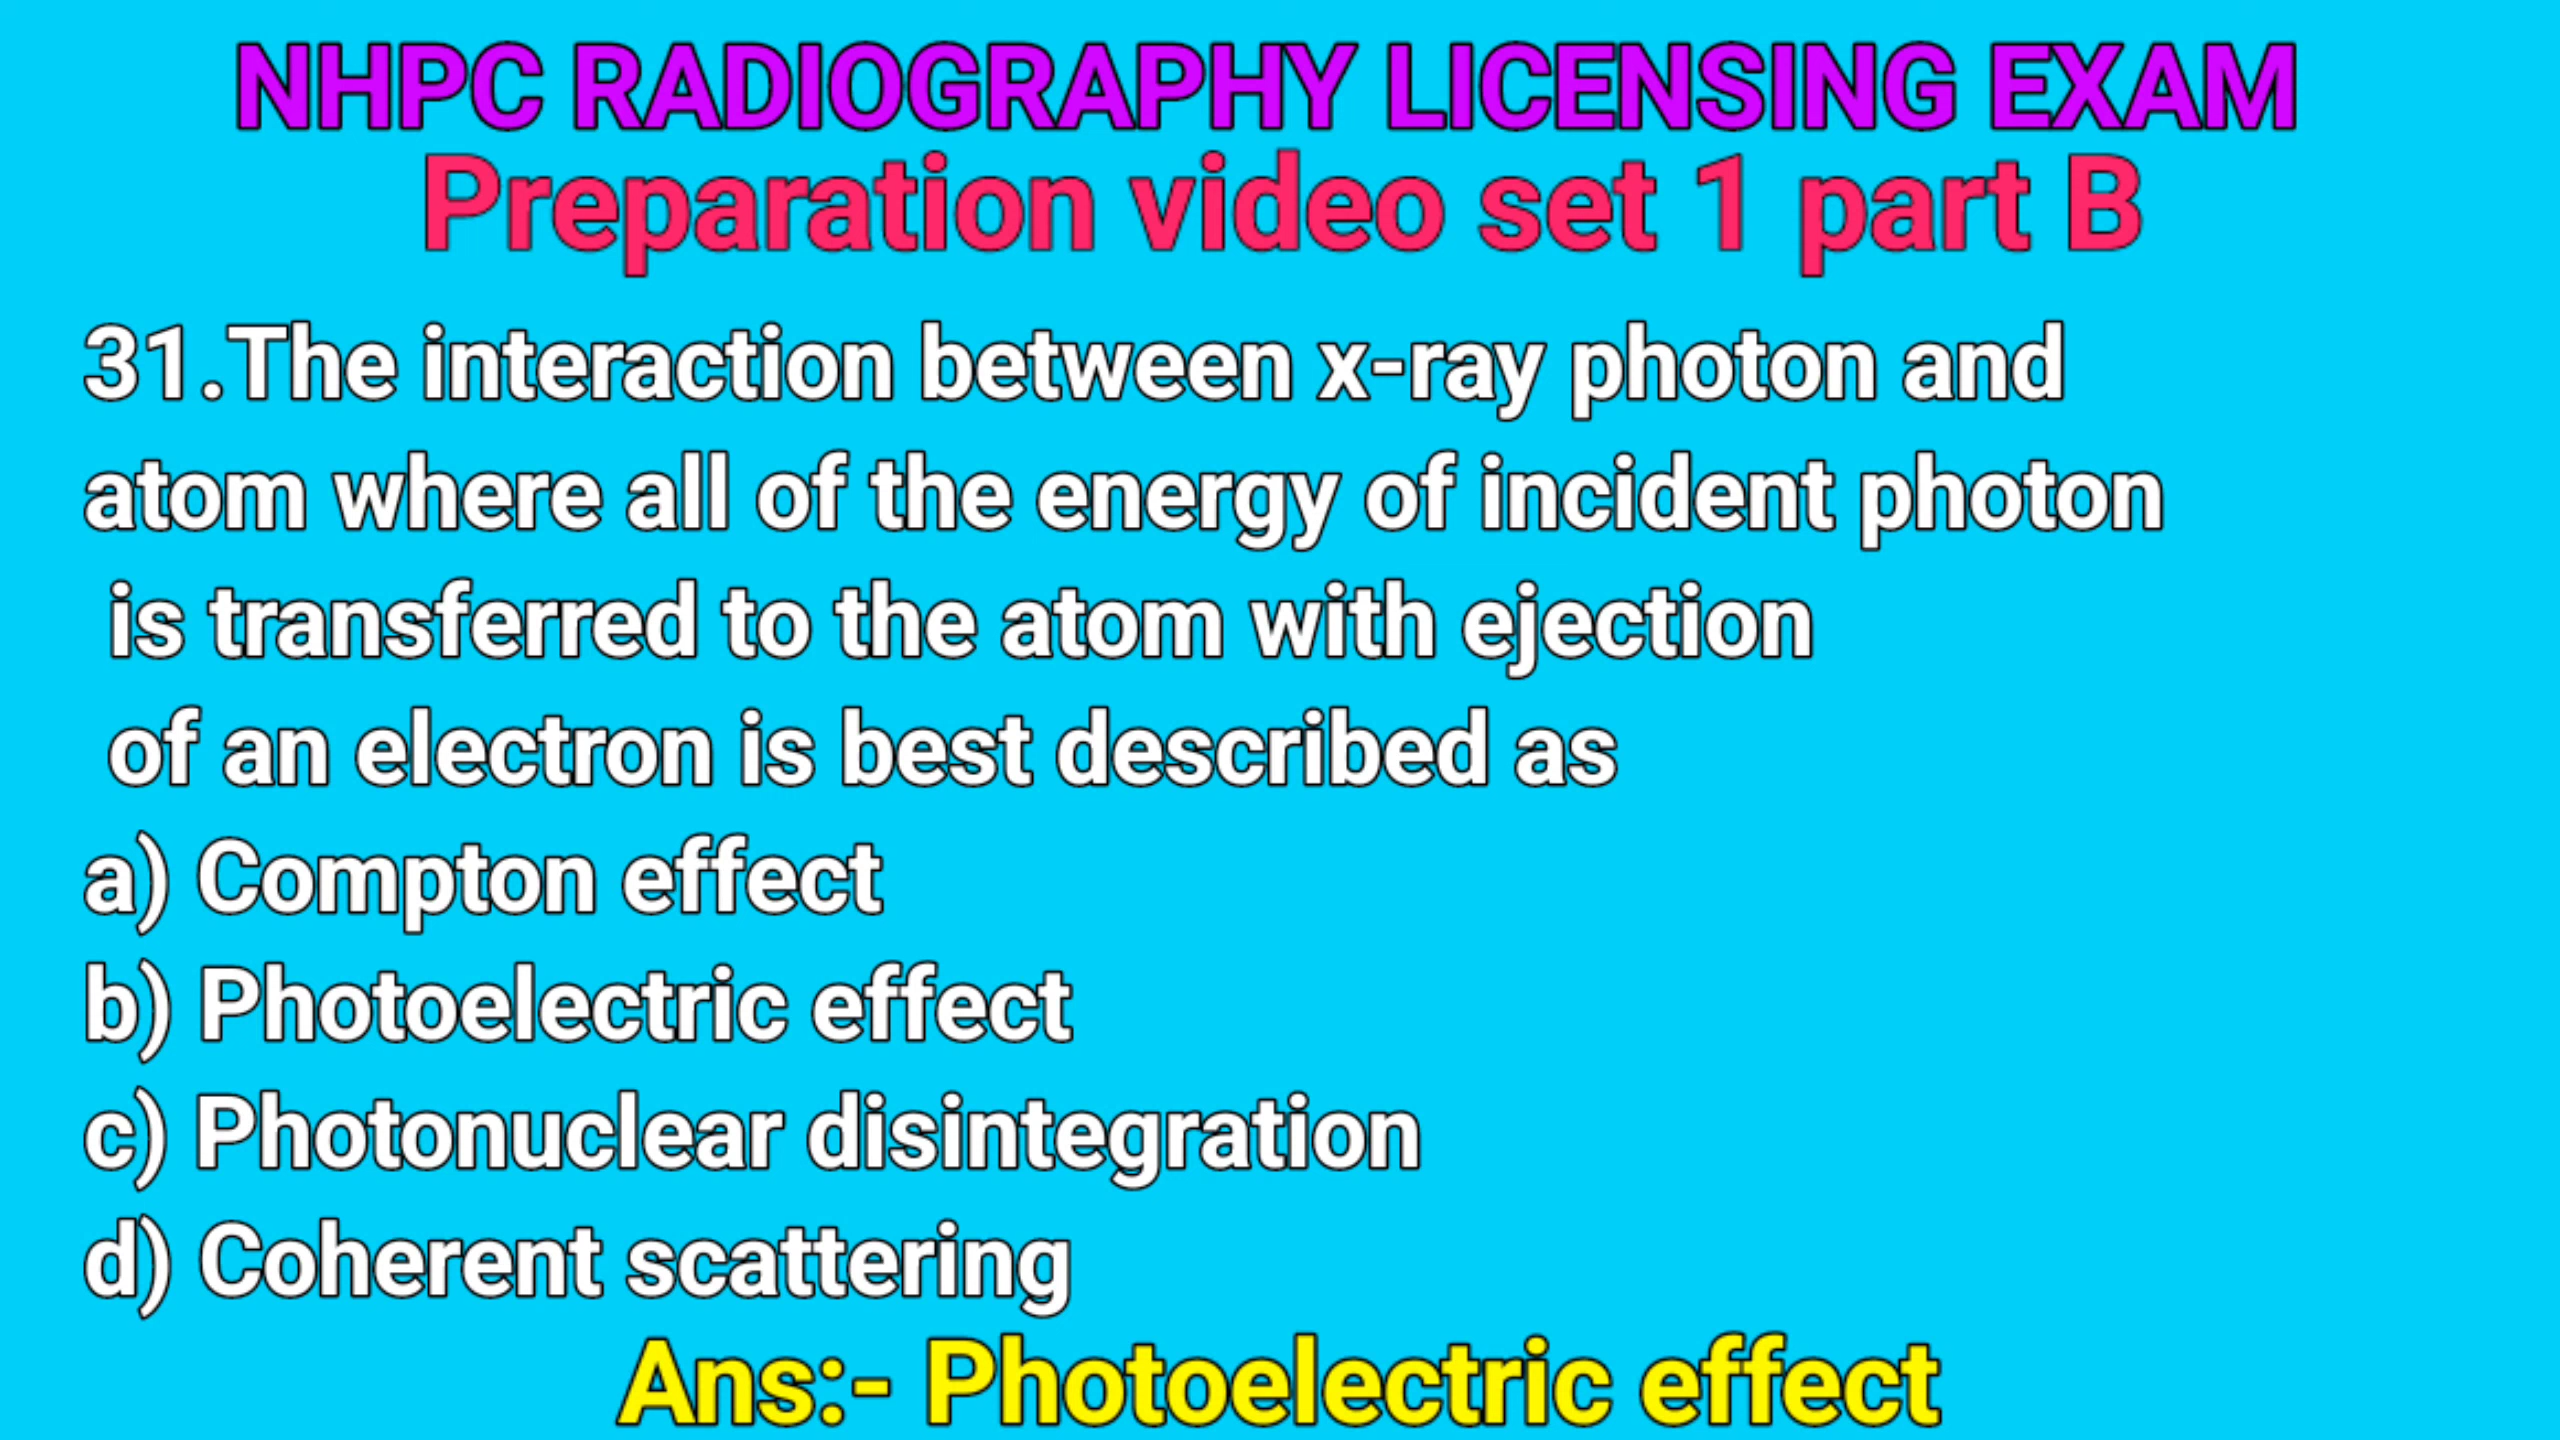 NHPC RADIOGRAPHY LICENSING EXAM
Preparation video set 1 part B
31.The interaction between x-ray photon and
atom where all of the energy of incident photon
is transferred to the atom with ejection
of an electron is best described as
a) Compton effect
b) Photoelectric effect
c) Photonuclear disintegration
d) Coherent scattering
Ans:- Photoelectric effect